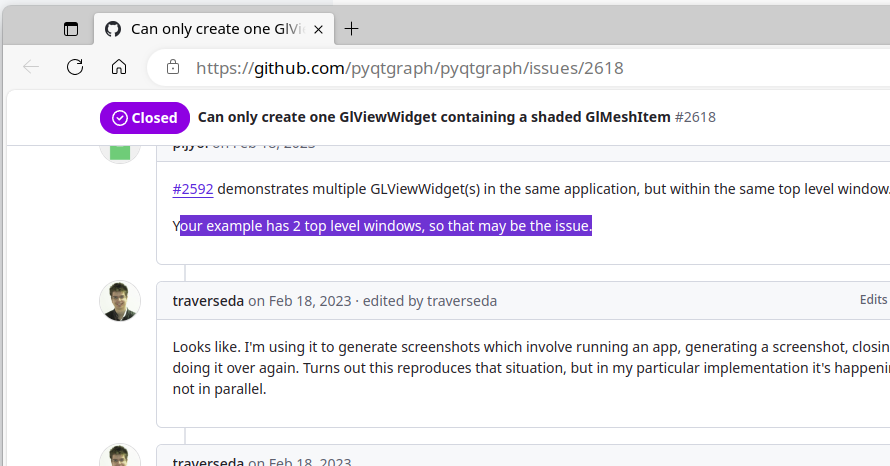 Can only create one GlVi
https://github.com/pyqtgraph/pyqtgraph/issues/2618
Closed Can only create one GlViewWidget containing a shaded GlMeshItem #2618
on Feb 18, 2023
#2592 demonstrates multiple GLViewWidget(s) in the same application, but within the same top level window.
Your example has 2 top level windows, so that may be the issue.
traverseda on Feb 18, 2023 · edited by traverseda Edits
Looks like. I'm using it to generate screenshots which involve running an app, generating a screenshot,
doing it over again. Turns out this reproduces that situation, but in my particular implementation it's
not in parallel.
traverseda on Feb 18, 2023